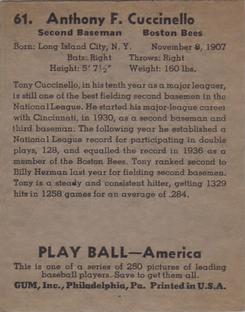 61. Anthony F. Cuccinello
Second Baseman Boston Bees
Born: Long Island City, N. Y. November 8, 1907
Bats: Right Throws: Right
Height: 5' 7½" Weight: 160 lbs.
Tony Cuccinello, in his tenth year as a major leaguer,
is still one of the best fielding second basemen in the
National League. He started his major-league career
with Cincinnati, in 1930, as a second baseman and
third baseman. The following year he established a
National League record for participating in double
plays, 128, and equalled the record in 1936 as a
member of the Boston Bees. Tony ranked second to
Billy Herman last year for fielding second basemen.
Tony is a steady and consistent hitter, getting 1329
hits in 1258 games for an average of .284.
PLAY BALL—America
This is one of a series of 250 pictures of leading
baseball players. Save to get them all.
GUM, Inc., Philadelphia, Pa. Printed in U.S.A.